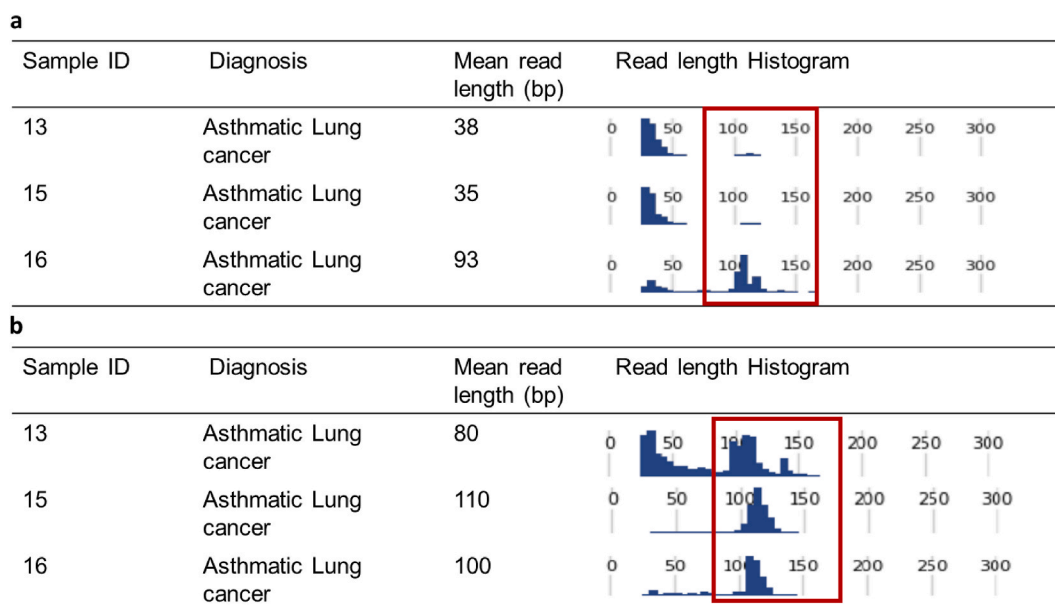 a
Sample ID Diagnosis Mean read length (bp) Read length Histogram
13 Asthmatic Lung cancer 38 0 50 100 150 200 250 300
15 Asthmatic Lung cancer 35 0 50 100 150 200 250 300
16 Asthmatic Lung cancer 93 0 50 100 150 200 250 300
b
Sample ID Diagnosis Mean read length (bp) Read length Histogram
13 Asthmatic Lung cancer 80 0 50 100 150 200 250 300
15 Asthmatic Lung cancer 110 0 50 100 150 200 250 300
16 Asthmatic Lung cancer 100 0 50 100 150 200 250 300